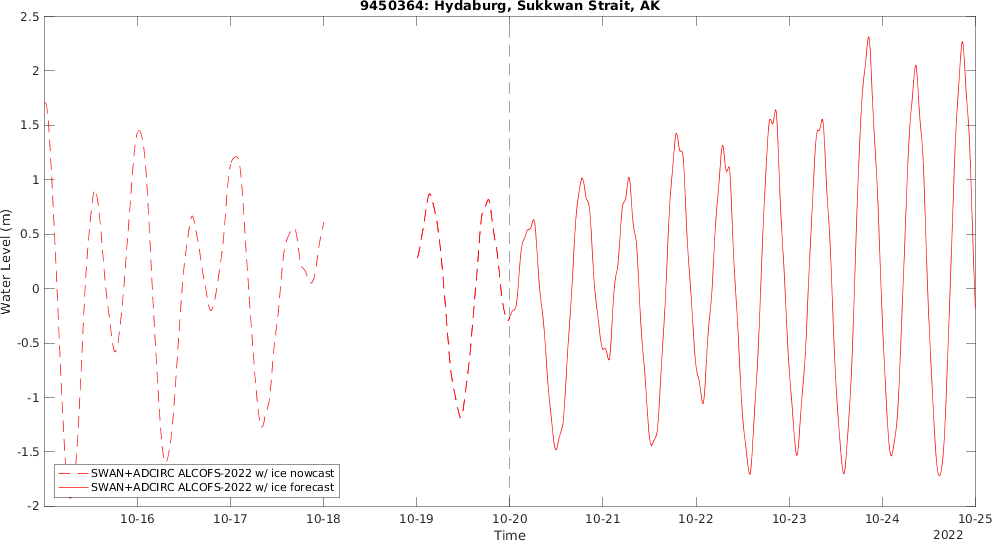 9450364: Hydaburg, Sukkwan Strait, AK
Water Level (m)
2.5
2
1.5
1
0.5
0
-0.5
-1
-1.5
-2
SWAN+ADCIRC ALCOFS-2022 w/ ice nowcast
SWAN+ADCIRC ALCOFS-2022 w/ ice forecast
10-16 10-17 10-18 10-19 10-20 10-21 10-22 10-23 10-24 10-25
Time
2022